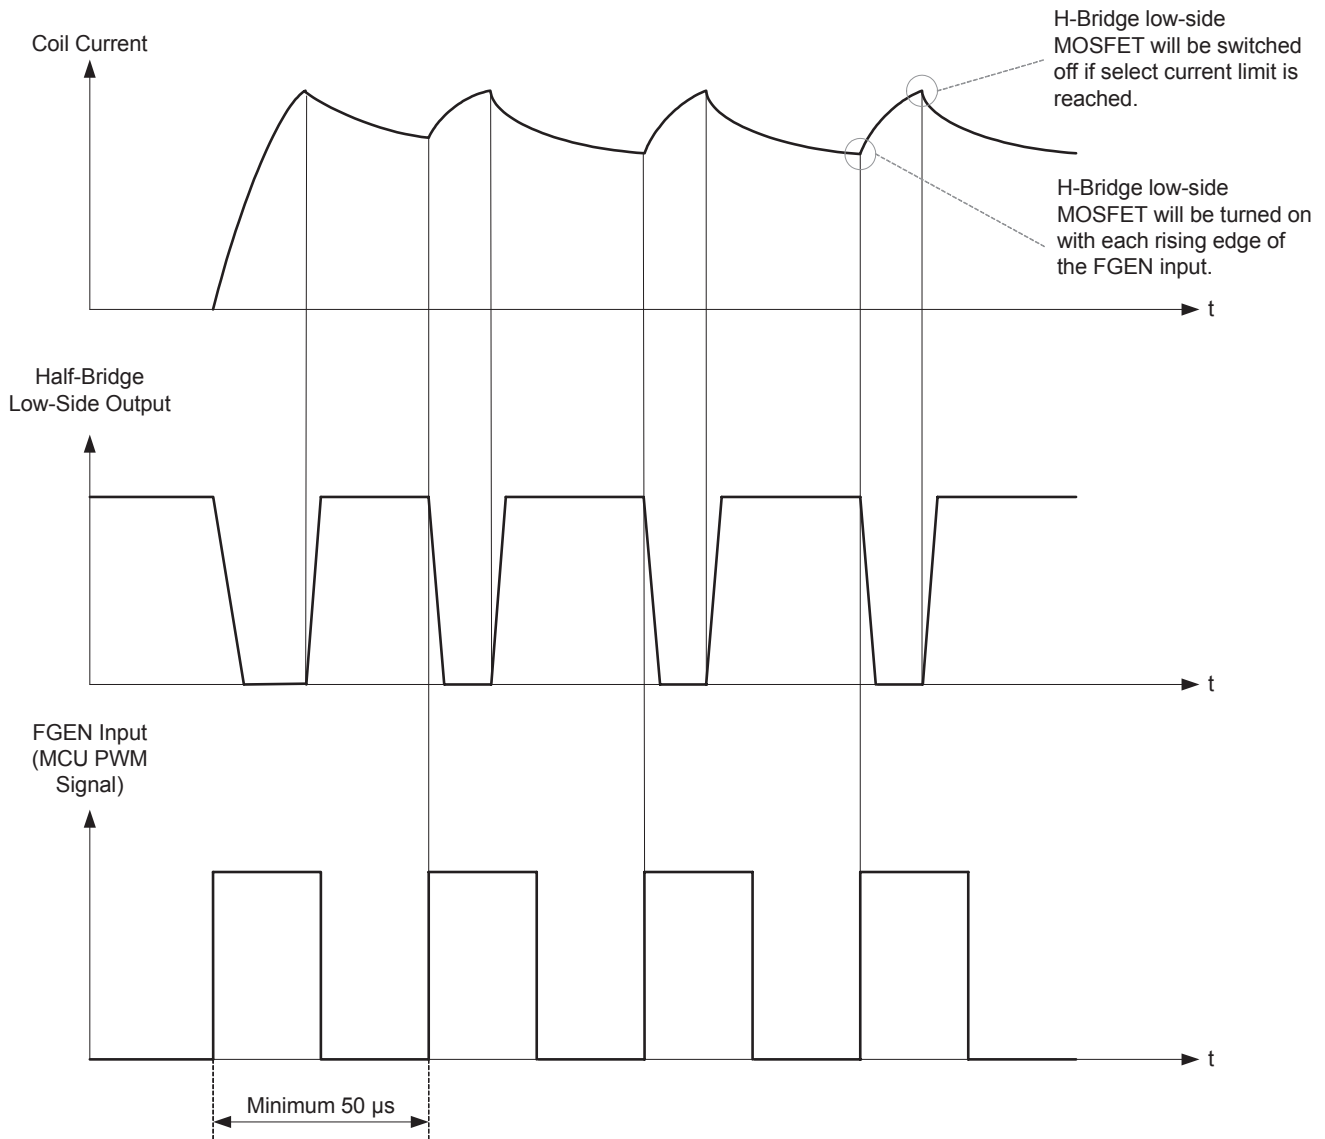 Coil Current
H-Bridge low-side
MOSFET will be switched
off if select current limit is
reached.
H-Bridge low-side
MOSFET will be turned on
with each rising edge of
the FGEN input.
t
Half-Bridge
Low-Side Output
t
FGEN Input
(MCU PWM
Signal)
t
Minimum 50 µs